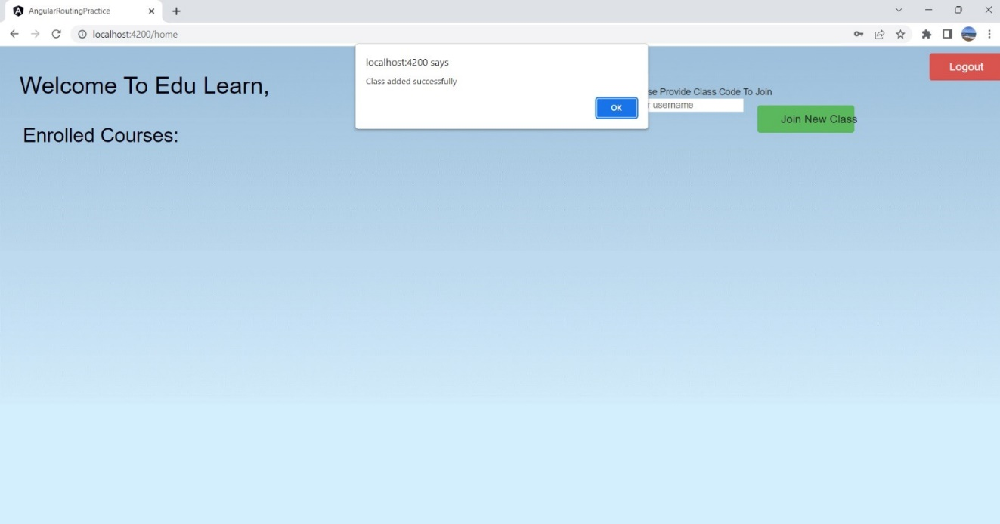 AngularRoutingPractice
localhost:4200/home
localhost:4200 says
Class added successfully
OK
Logout
Welcome To Edu Learn,
Provide Class Code To Join
username
Join New Class
Enrolled Courses: